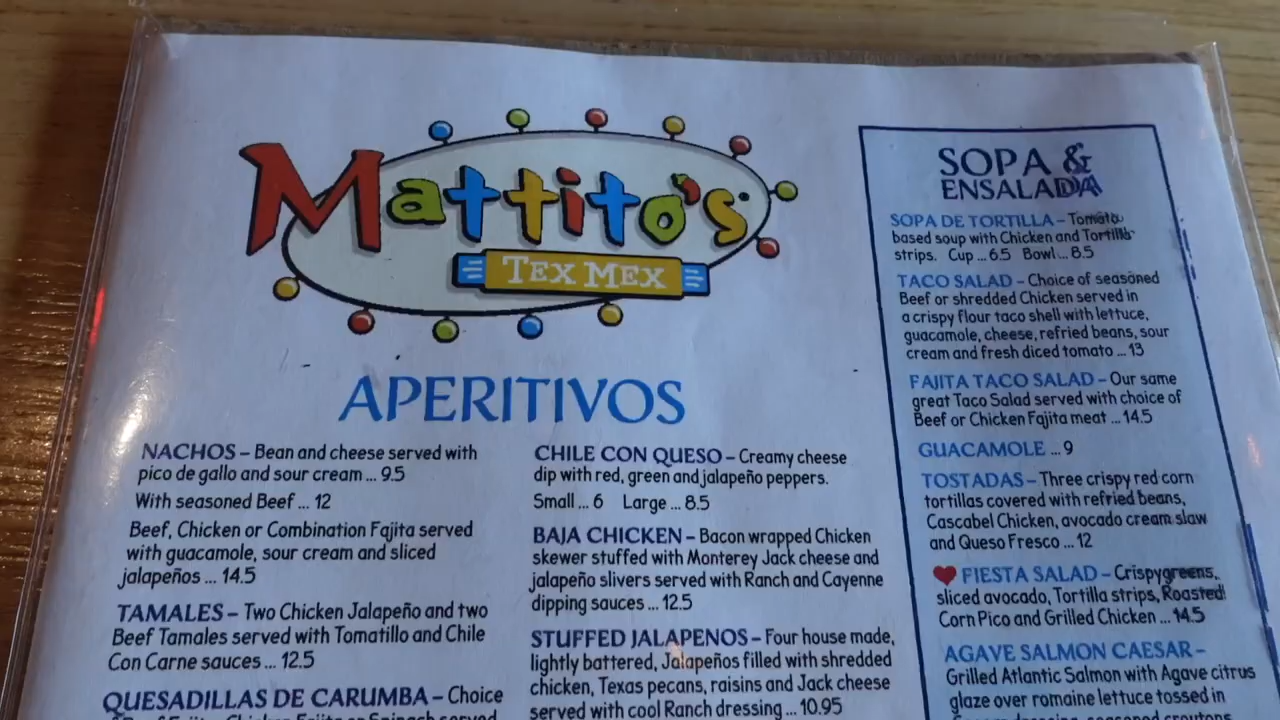 Mattito's
TEX MEX
APERITIVOS
NACHOS – Bean and cheese served with
pico de gallo and sour cream ... 9.5
With seasoned Beef ... 12
Beef, Chicken or Combination Fajita served
with guacamole, sour cream and sliced
jalapeños ... 14.5
TAMALES – Two Chicken Jalapeño and two
Beef Tamales served with Tomatillo and Chile
Con Carne sauces ... 12.5
QUESADILLAS DE CARUMBA – Choice
of Beef Fajita, Chicken Fajita or Spinach served
CHILE CON QUESO – Creamy cheese
dip with red, green and jalapeño peppers.
Small ... 6 Large ... 8.5
BAJA CHICKEN – Bacon wrapped Chicken
skewer stuffed with Monterey Jack cheese and
jalapeño slivers served with Ranch and Cayenne
dipping sauces ... 12.5
STUFFED JALAPENOS – Four house made,
lightly battered, Jalapeños filled with shredded
chicken, Texas pecans, raisins and Jack cheese
served with cool Ranch dressing ... 10.95
SOPA &
ENSALADA
SOPA DE TORTILLA – Tomato
based soup with Chicken and Tortilla
strips. Cup ... 6.5 Bowl ... 8.5
TACO SALAD – Choice of seasoned
Beef or shredded Chicken served in
a crispy flour taco shell with lettuce,
guacamole, cheese, refried beans, sour
cream and fresh diced tomato ... 13
FAJITA TACO SALAD – Our same
great Taco Salad served with choice of
Beef or Chicken Fajita meat ... 14.5
GUACAMOLE ... 9
TOSTADAS – Three crispy red corn
tortillas covered with refried beans,
Cascabel Chicken, avocado cream slaw
and Queso Fresco ... 12
FIESTA SALAD – Crispy greens,
sliced avocado, Tortilla strips, Roasted
Corn Pico and Grilled Chicken ... 14.5
AGAVE SALMON CAESAR –
Grilled Atlantic Salmon with Agave citrus
glaze over romaine lettuce tossed in
dressing, seasoned croutons